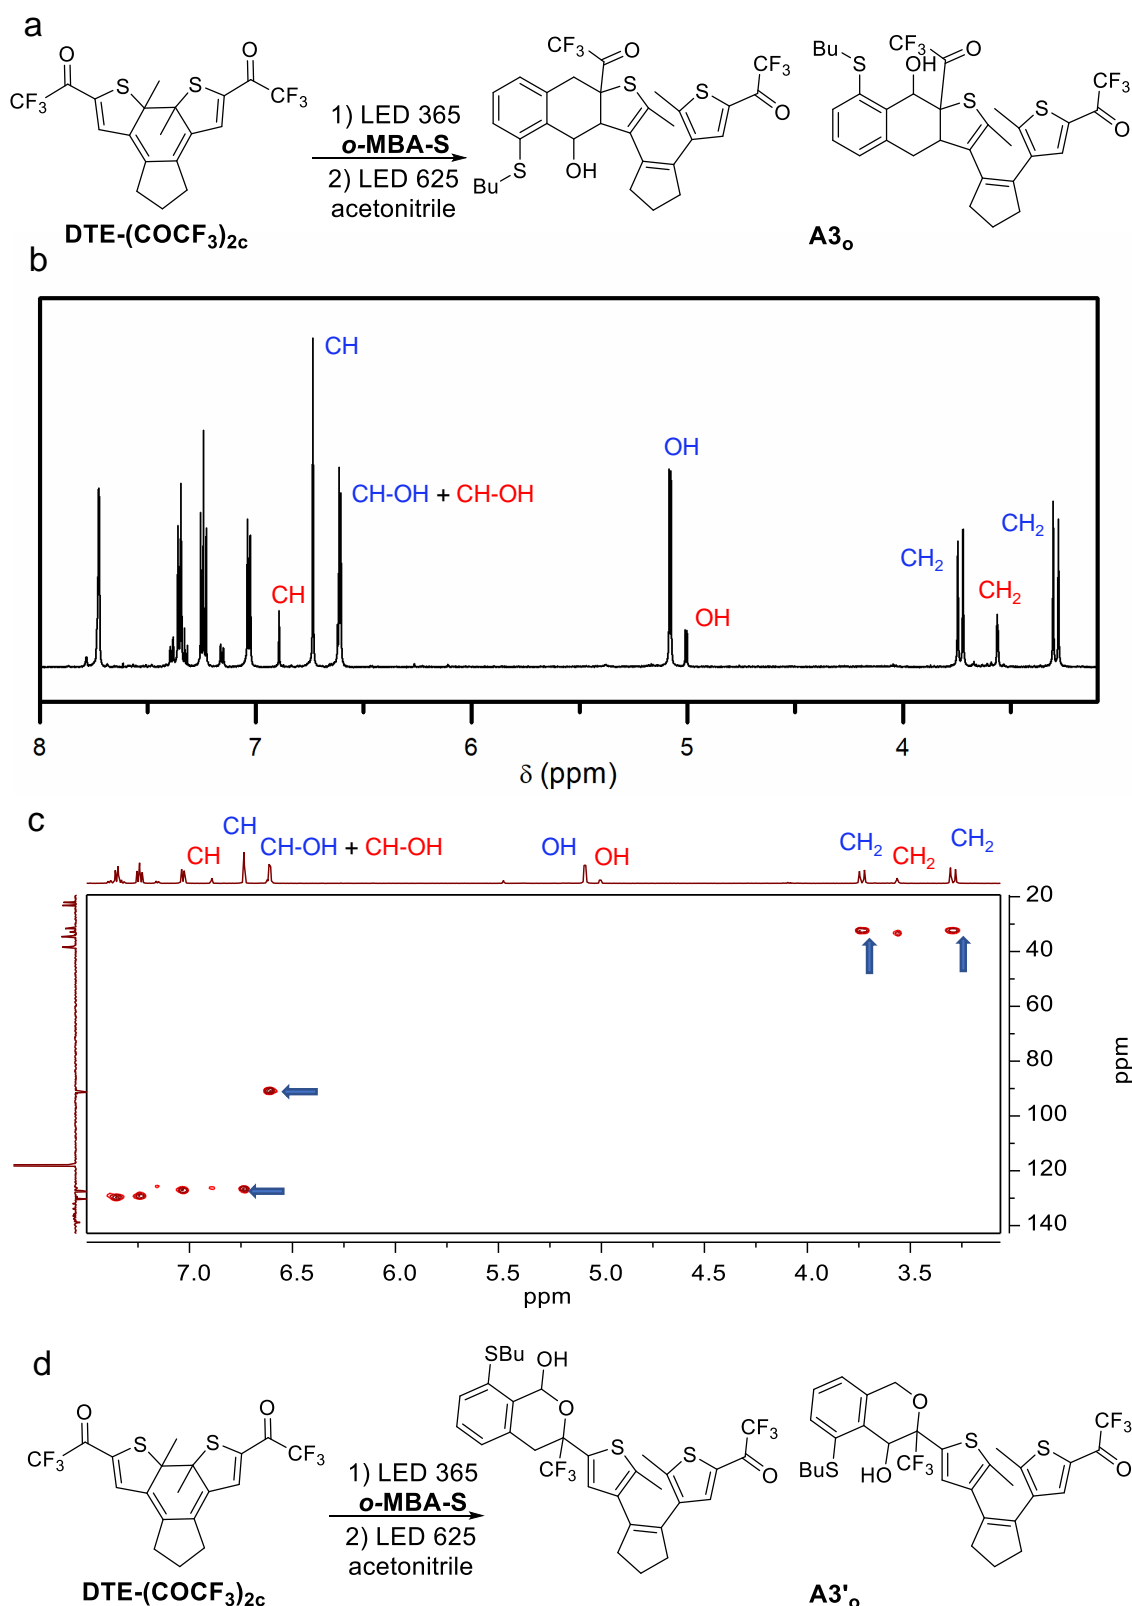 a
O
CF₃
S
S
O
CF₃
1) LED 365
o-MBA-S
2) LED 625
acetonitrile
DTE-(COCF₃)₂c
CF₃
O
S
S
CF₃
O
OH
S
Bu
Bu
S
CF₃
O
OH
S
S
CF₃
O
A3ₒ
b
CH
CH
CH-OH + CH-OH
OH
OH
CH₂
CH₂
CH₂
8
7
6
5
4
δ (ppm)
c
CH
CH
CH-OH + CH-OH
OH
OH
CH₂
CH₂
CH₂
20
40
60
80
100
120
140
ppm
7.0
6.5
6.0
5.5
5.0
4.5
4.0
3.5
ppm
d
O
CF₃
S
S
O
CF₃
1) LED 365
o-MBA-S
2) LED 625
acetonitrile
DTE-(COCF₃)₂c
SBu
OH
O
CF₃
S
S
CF₃
O
O
BuS
HO
CF₃
S
S
CF₃
O
A3'ₒ